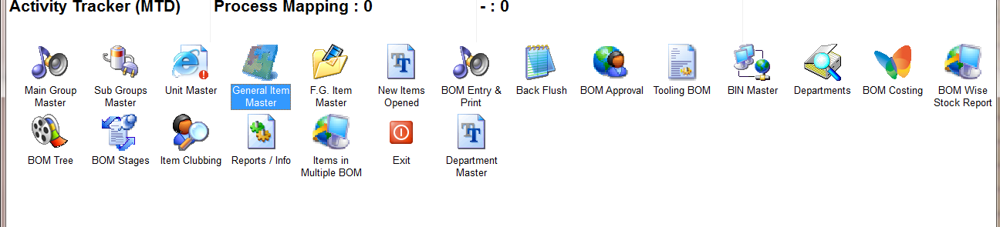 Activity Tracker (MTD) Process Mapping : 0 - : 0
Main Group Master
Sub Groups Master
Unit Master
General Item Master
F.G. Item Master
New Items Opened
BOM Entry & Print
Back Flush
BOM Approval
Tooling BOM
BIN Master
Departments
BOM Costing
BOM Wise Stock Report
BOM Tree
BOM Stages
Item Clubbing
Reports / Info
Items in Multiple BOM
Exit
Department Master